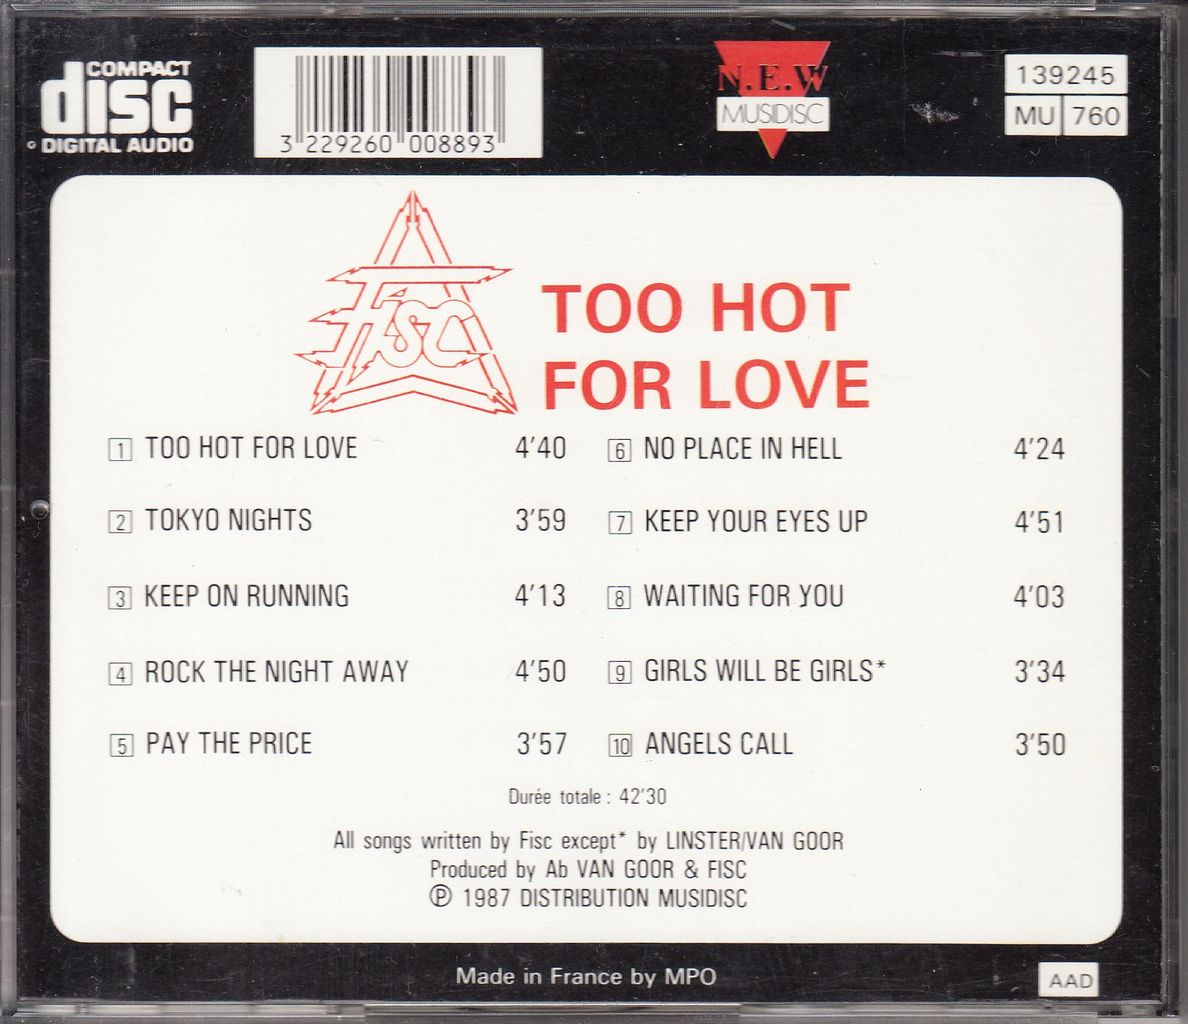 COMPACT
disc
DIGITAL AUDIO
3 229260 008893
N.E.W
MUSIDISC
139245
MU 760
FiSC
TOO HOT
FOR LOVE
1 TOO HOT FOR LOVE 4'40
2 TOKYO NIGHTS 3'59
3 KEEP ON RUNNING 4'13
4 ROCK THE NIGHT AWAY 4'50
5 PAY THE PRICE 3'57
6 NO PLACE IN HELL 4'24
7 KEEP YOUR EYES UP 4'51
8 WAITING FOR YOU 4'03
9 GIRLS WILL BE GIRLS* 3'34
10 ANGELS CALL 3'50
Durée totale : 42'30
All songs written by Fisc except* by LINSTER/VAN GOOR
Produced by Ab VAN GOOR & FISC
℗ 1987 DISTRIBUTION MUSIDISC
Made in France by MPO
AAD